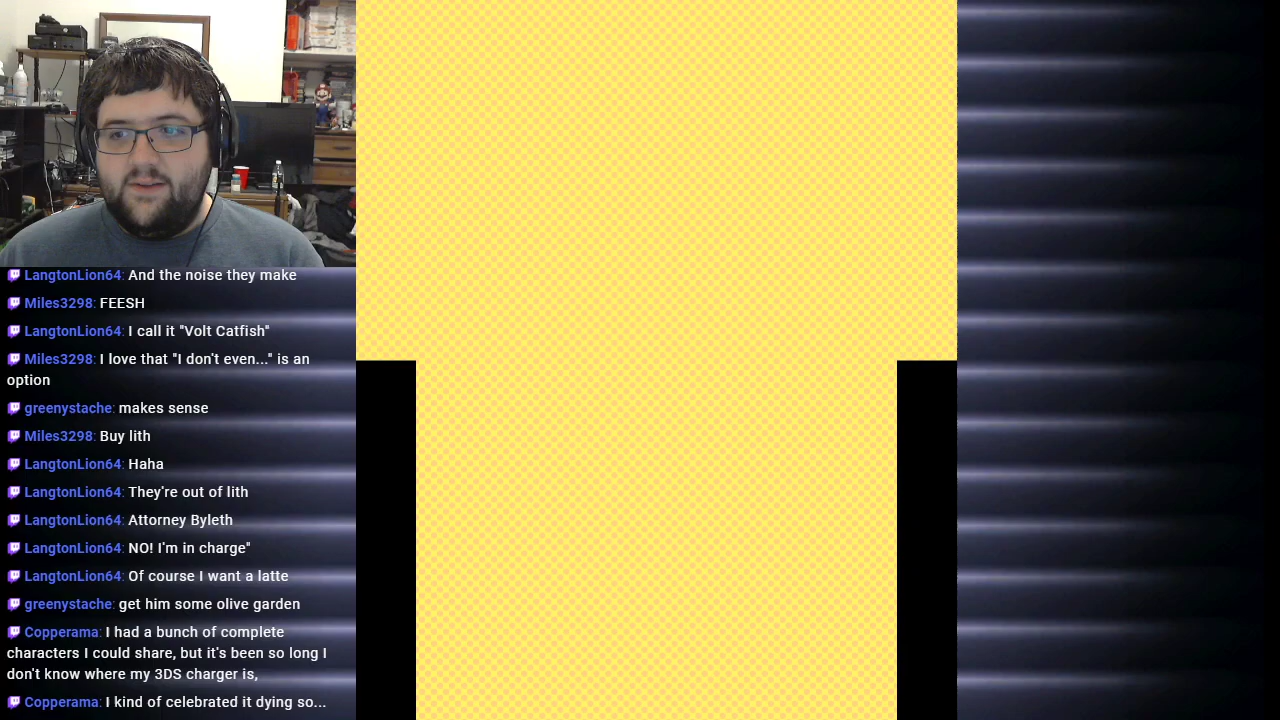 LangtonLion64: And the noise they make
Miles3298: FEESH
LangtonLion64: I call it "Volt Catfish"
Miles3298: I love that "I don't even..." is an
option
greenystache: makes sense
Miles3298: Buy lith
LangtonLion64: Haha
LangtonLion64: They're out of lith
LangtonLion64: Attorney Byleth
LangtonLion64: NO! I'm in charge"
LangtonLion64: Of course I want a latte
greenystache: get him some olive garden
Copperama: I had a bunch of complete
characters I could share, but it's been so long I
don't know where my 3DS charger is,
Copperama: I kind of celebrated it dying so...